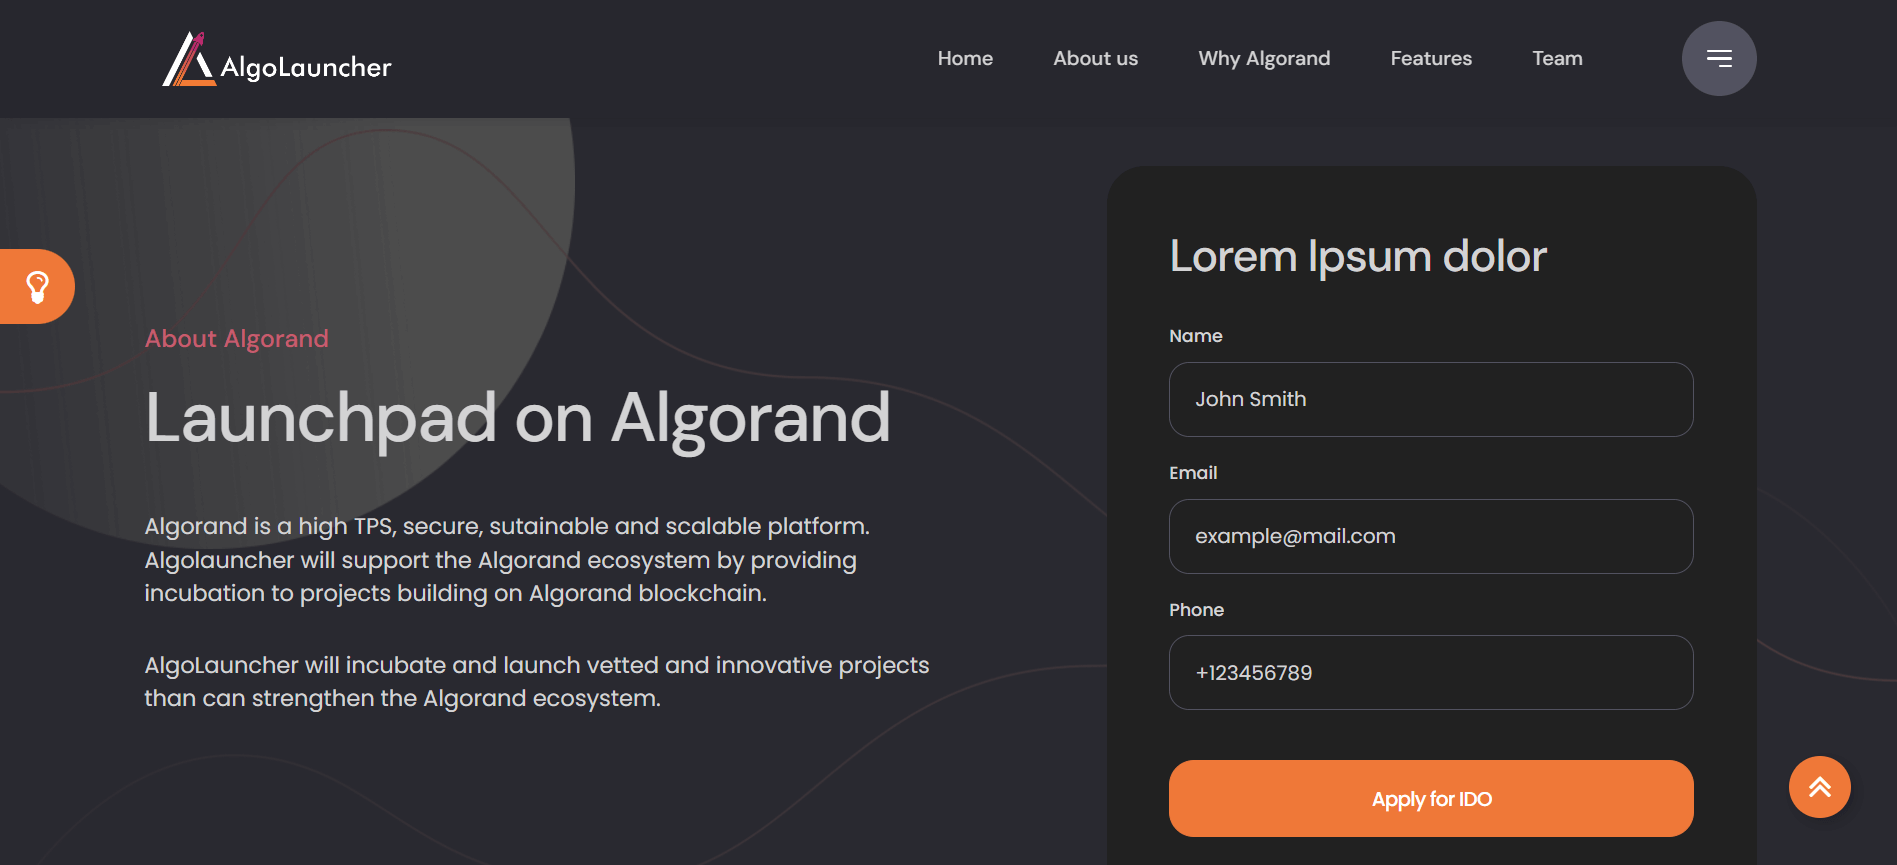 AlgoLauncher
Home
About us
Why Algorand
Features
Team
About Algorand
Launchpad on Algorand
Algorand is a high TPS, secure, sutainable and scalable platform.
Algolauncher will support the Algorand ecosystem by providing
incubation to projects building on Algorand blockchain.
AlgoLauncher will incubate and launch vetted and innovative projects
than can strengthen the Algorand ecosystem.
Lorem Ipsum dolor
Name
John Smith
Email
example@mail.com
Phone
+123456789
Apply for IDO